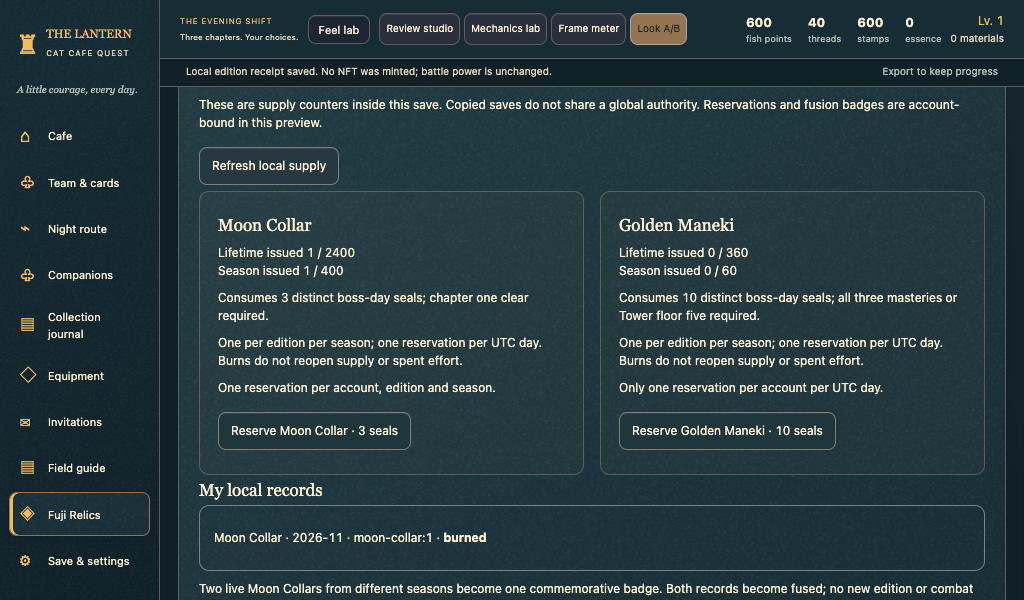 THE LANTERN
CAT CAFE QUEST
A little courage, every day.
Cafe
Team & cards
Night route
Companions
Collection
journal
Equipment
Invitations
Field guide
Fuji Relics
Save & settings
THE EVENING SHIFT
Three chapters. Your choices.
Feel lab
Review studio
Mechanics lab
Frame meter
Look A/B
600
fish points
40
threads
600
stamps
0
essence
Lv. 1
0 materials
Local edition receipt saved. No NFT was minted; battle power is unchanged.
Export to keep progress
These are supply counters inside this save. Copied saves do not share a global authority. Reservations and fusion badges are account-
bound in this preview.
Refresh local supply
Moon Collar
Lifetime issued 1 / 2400
Season issued 1 / 400
Consumes 3 distinct boss-day seals; chapter one clear
required.
One per edition per season; one reservation per UTC day.
Burns do not reopen supply or spent effort.
One reservation per account, edition and season.
Reserve Moon Collar · 3 seals
Golden Maneki
Lifetime issued 0 / 360
Season issued 0 / 60
Consumes 10 distinct boss-day seals; all three masteries or
Tower floor five required.
One per edition per season; one reservation per UTC day.
Burns do not reopen supply or spent effort.
Only one reservation per account per UTC day.
Reserve Golden Maneki · 10 seals
My local records
Moon Collar · 2026-11 · moon-collar:1 · burned
Two live Moon Collars from different seasons become one commemorative badge. Both records become fused; no new edition or combat